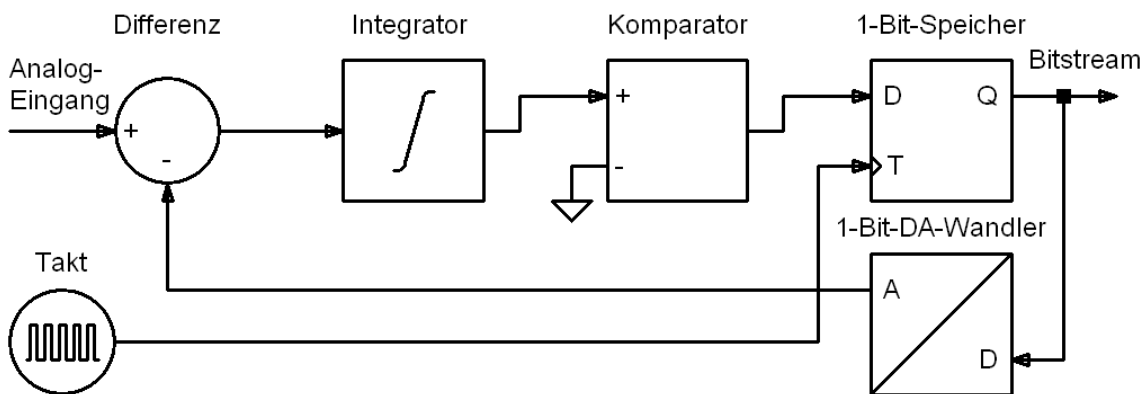 Differenz
Integrator
Komparator
1-Bit-Speicher
Analog-
Eingang
Bitstream
+
-
+
-
D
Q
T
1-Bit-DA-Wandler
Takt
A
D